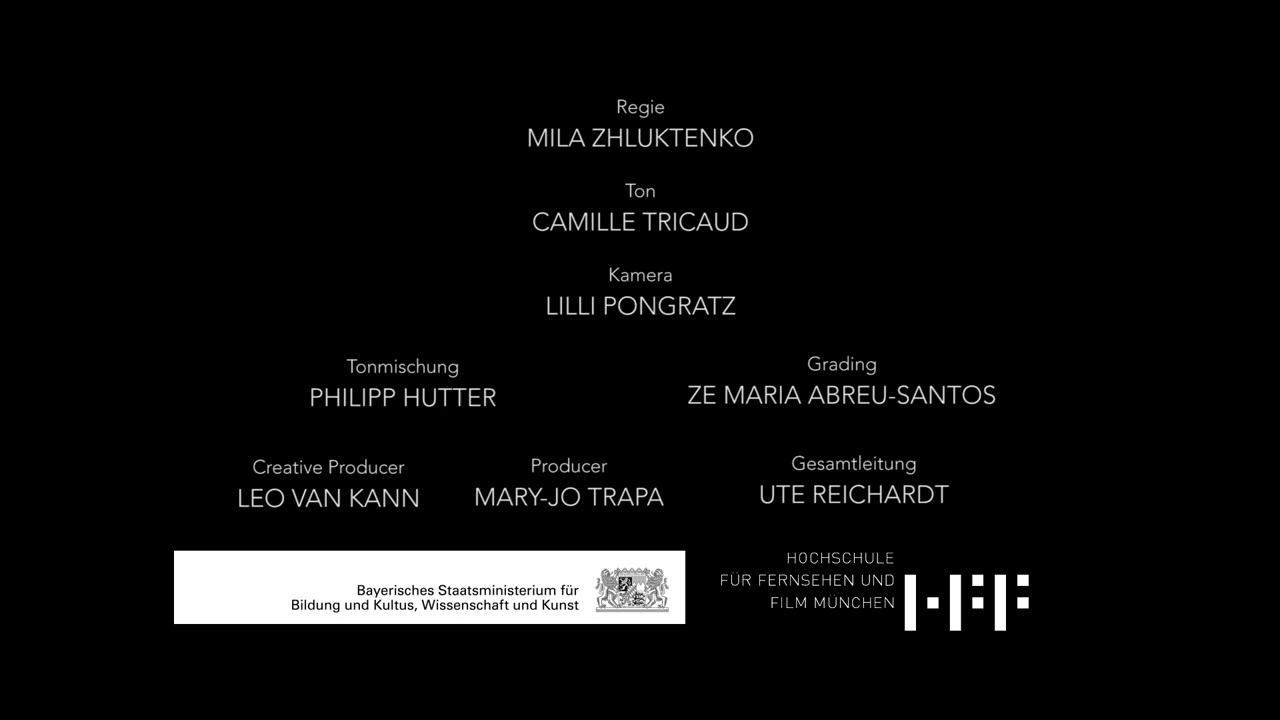 Regie
MILA ZHLUKTENKO
Ton
CAMILLE TRICAUD
Kamera
LILLI PONGRATZ
Tonmischung
PHILIPP HUTTER
Grading
ZE MARIA ABREU-SANTOS
Creative Producer
LEO VAN KANN
Producer
MARY-JO TRAPA
Gesamtleitung
UTE REICHARDT
Bayerisches Staatsministerium für
Bildung und Kultus, Wissenschaft und Kunst
HOCHSCHULE
FÜR FERNSEHEN UND
FILM MÜNCHEN
HFF